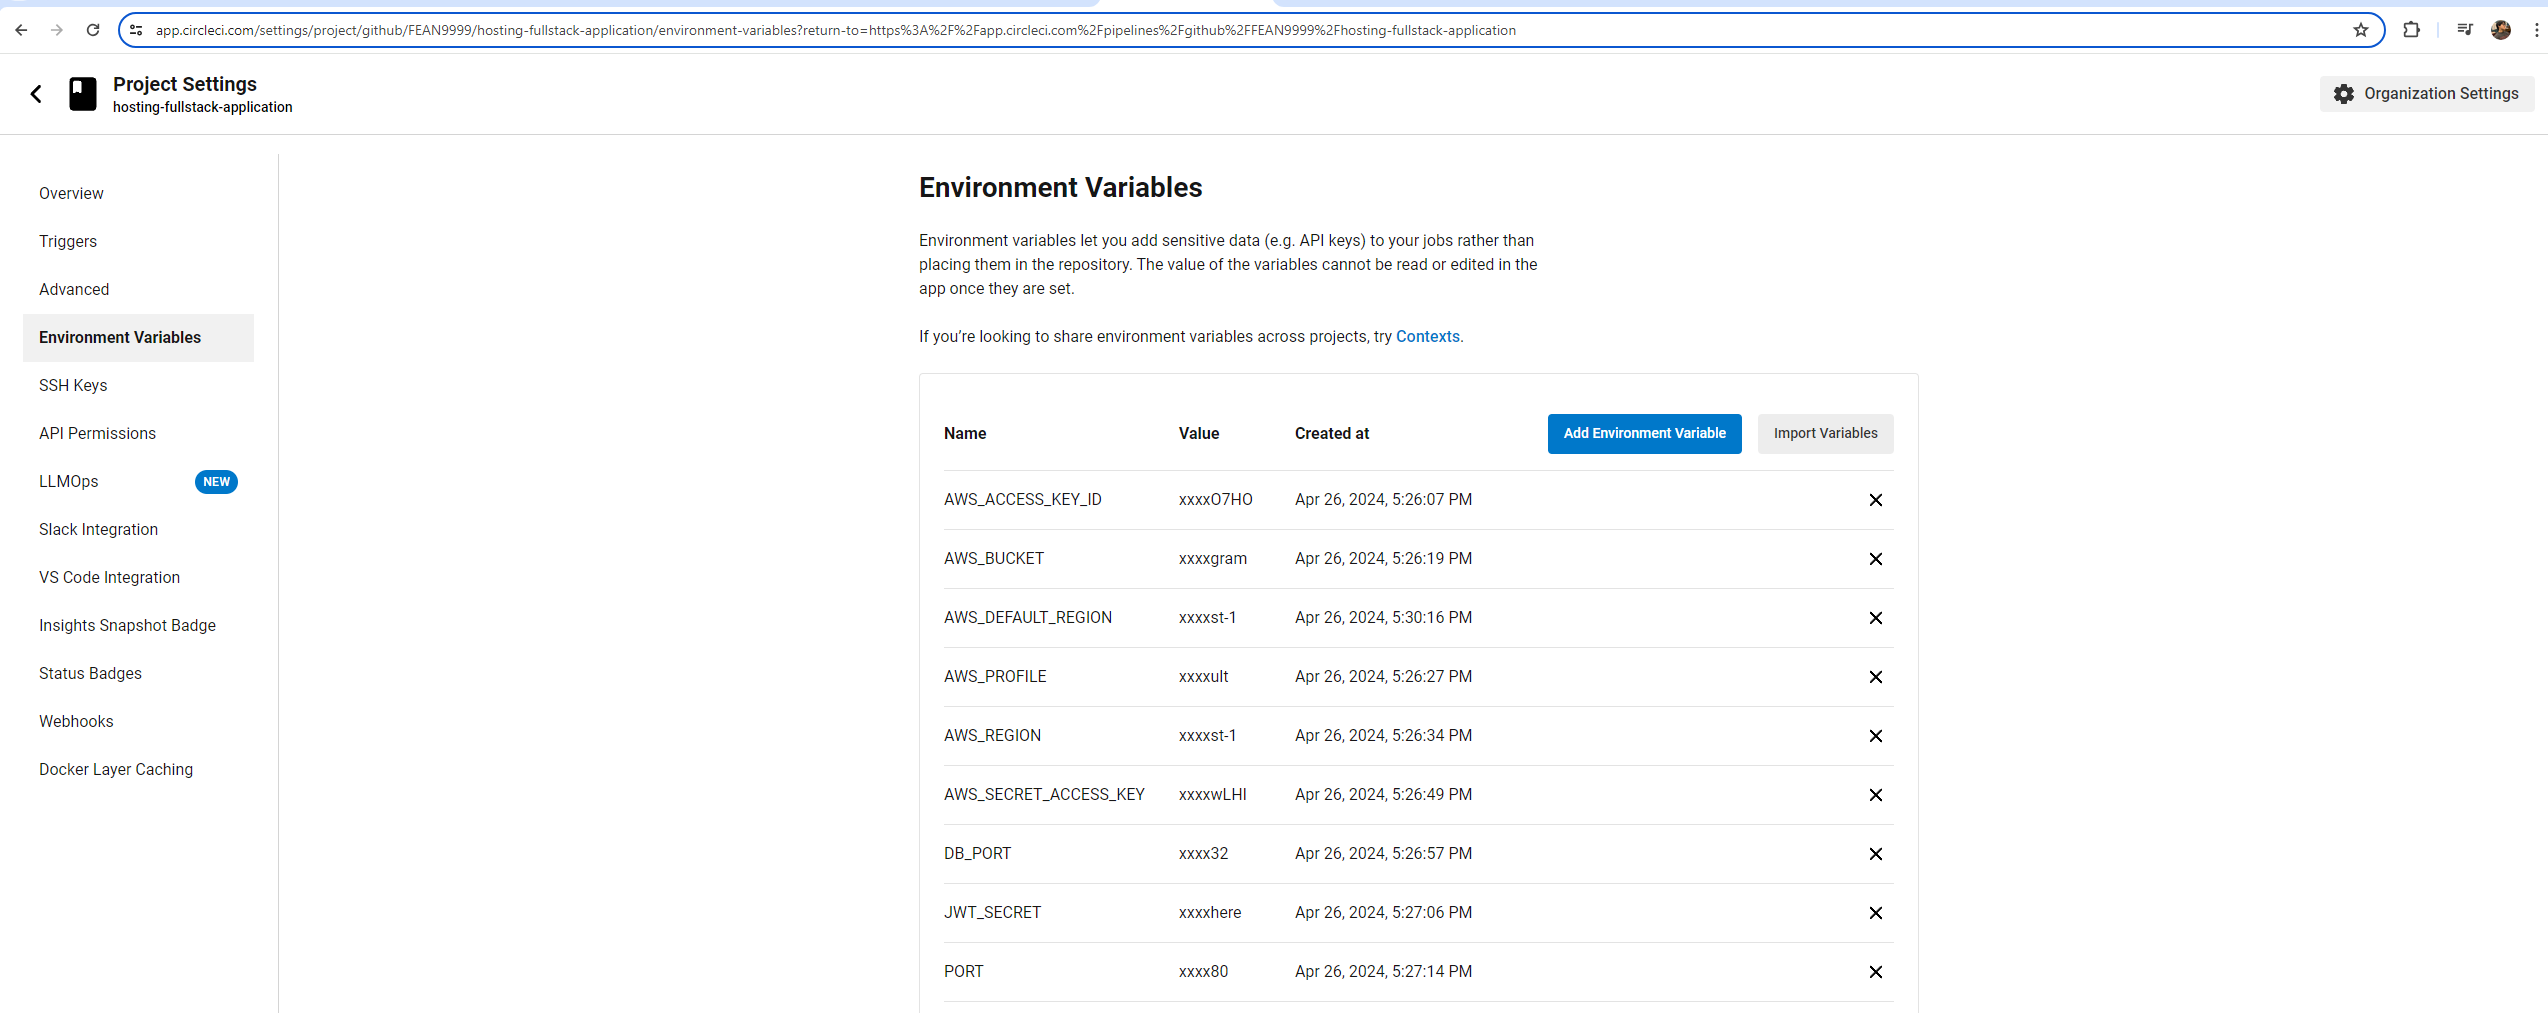 app.circleci.com/settings/project/github/FEAN9999/hosting-fullstack-application/environment-variables?return-to=https%3A%2F%2Fapp.circleci.com%2Fpipelines%2Fgithub%2FFEAN9999%2Fhosting-fullstack-application
Project Settings
hosting-fullstack-application
Organization Settings
Overview
Triggers
Advanced
Environment Variables
SSH Keys
API Permissions
LLMOps NEW
Slack Integration
VS Code Integration
Insights Snapshot Badge
Status Badges
Webhooks
Docker Layer Caching
Environment Variables
Environment variables let you add sensitive data (e.g. API keys) to your jobs rather than
placing them in the repository. The value of the variables cannot be read or edited in the
app once they are set.
If you’re looking to share environment variables across projects, try Contexts.
Name Value Created at Add Environment Variable Import Variables
AWS_ACCESS_KEY_ID xxxxO7HO Apr 26, 2024, 5:26:07 PM
AWS_BUCKET xxxxgram Apr 26, 2024, 5:26:19 PM
AWS_DEFAULT_REGION xxxxst-1 Apr 26, 2024, 5:30:16 PM
AWS_PROFILE xxxxult Apr 26, 2024, 5:26:27 PM
AWS_REGION xxxxst-1 Apr 26, 2024, 5:26:34 PM
AWS_SECRET_ACCESS_KEY xxxxwLHI Apr 26, 2024, 5:26:49 PM
DB_PORT xxxx32 Apr 26, 2024, 5:26:57 PM
JWT_SECRET xxxxhere Apr 26, 2024, 5:27:06 PM
PORT xxxx80 Apr 26, 2024, 5:27:14 PM